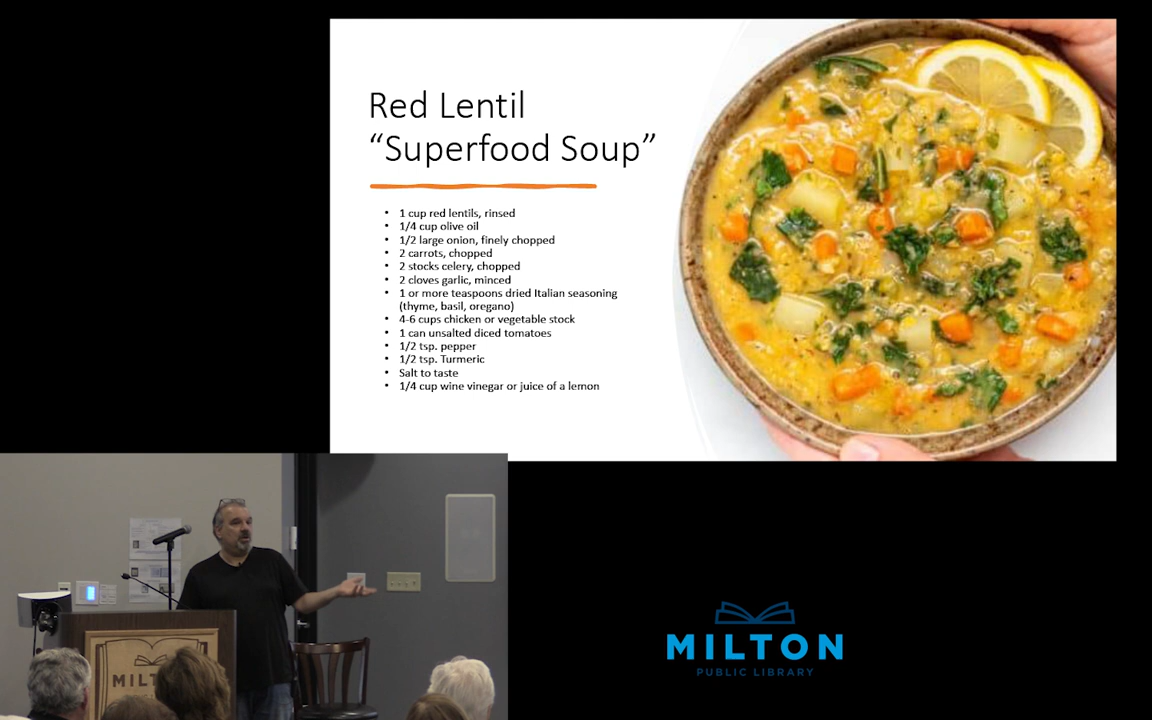 Red Lentil
“Superfood Soup”
• 1 cup red lentils, rinsed
• 1/4 cup olive oil
• 1/2 large onion, finely chopped
• 2 carrots, chopped
• 2 stocks celery, chopped
• 2 cloves garlic, minced
• 1 or more teaspoons dried Italian seasoning
(thyme, basil, oregano)
• 4-6 cups chicken or vegetable stock
• 1 can unsalted diced tomatoes
• 1/2 tsp. pepper
• 1/2 tsp. Turmeric
• Salt to taste
• 1/4 cup wine vinegar or juice of a lemon
MILTON
PUBLIC LIBRARY